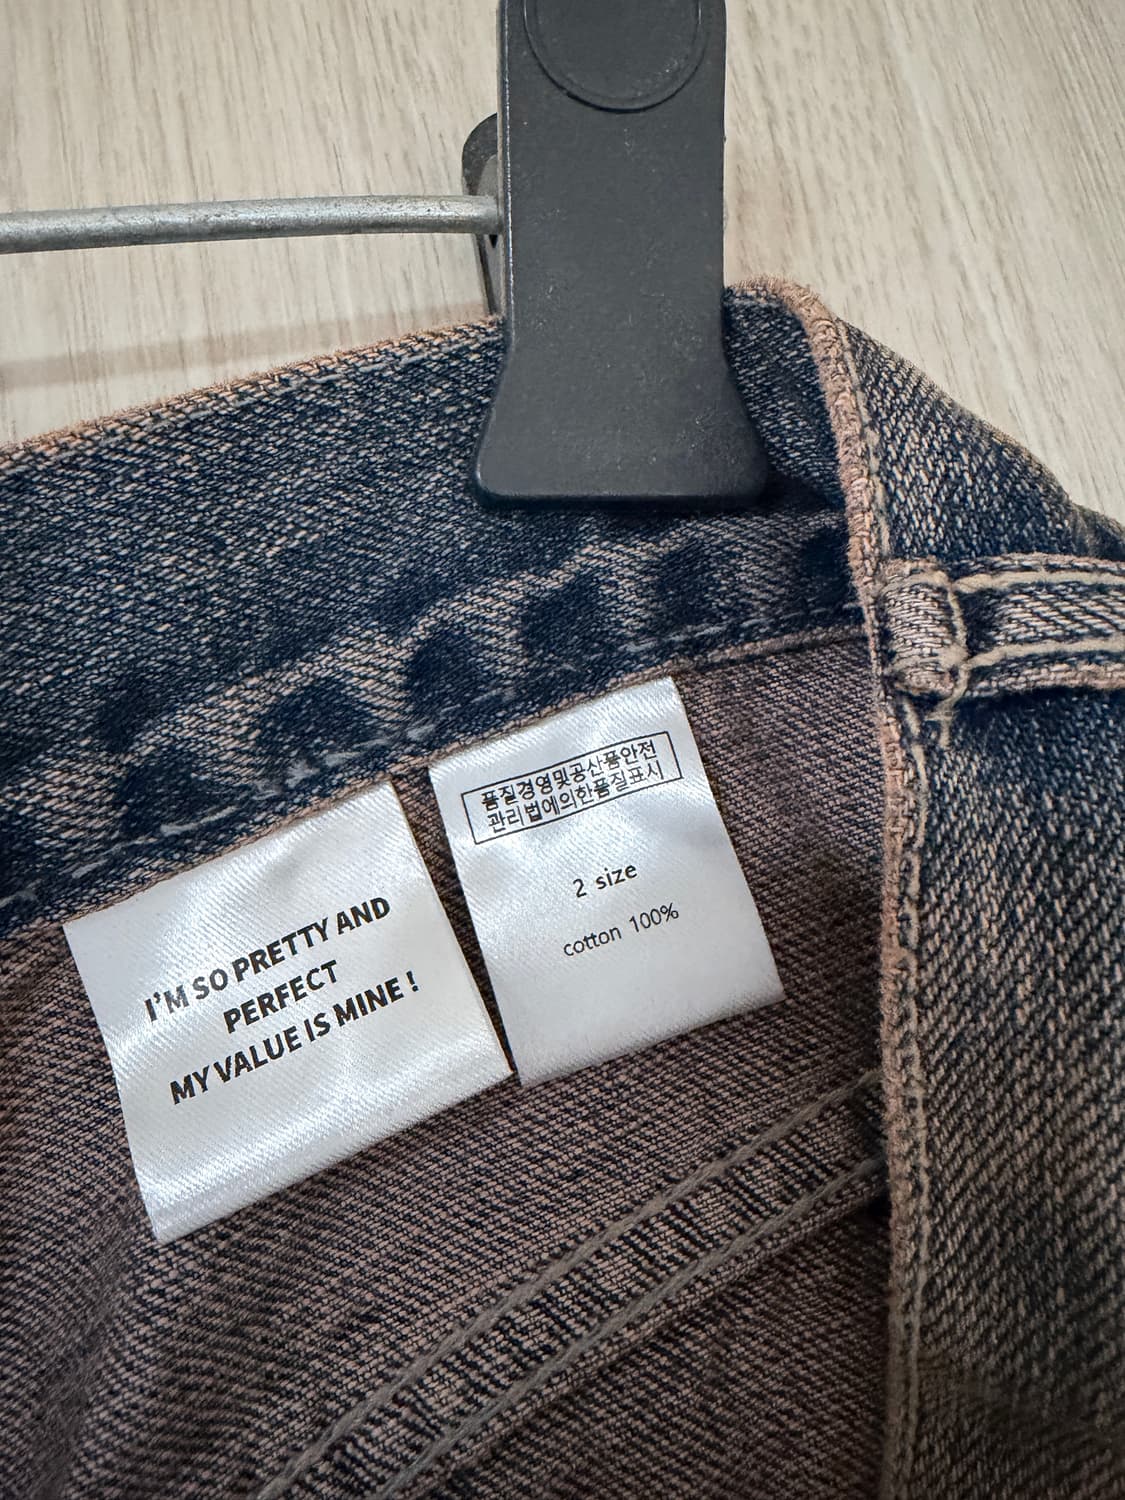 I'M SO PRETTY AND
PERFECT
MY VALUE IS MINE !
품질경영및공산품안전
관리법에의한품질표시
2 size
cotton 100%